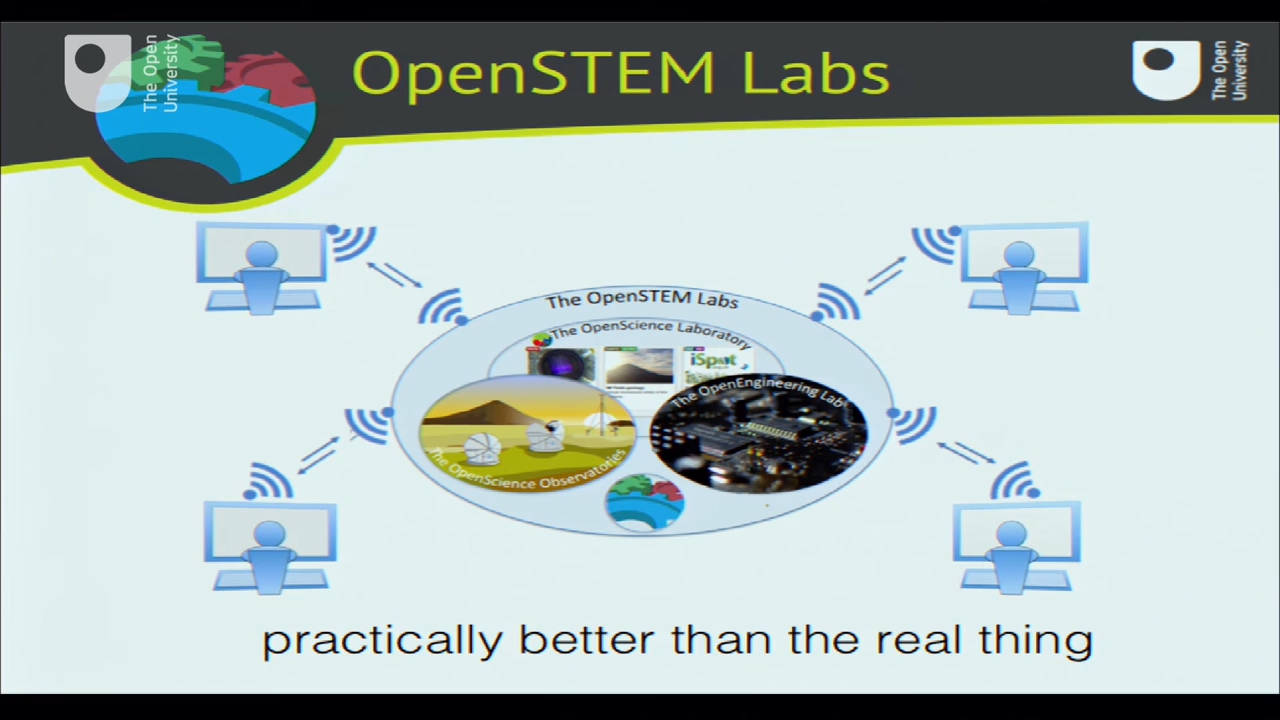 The Open
University
OpenSTEM Labs
The Open
University
The OpenSTEM Labs
The OpenScience Laboratory
iSpot
The OpenEngineering Lab
The OpenScience Observatories
practically better than the real thing